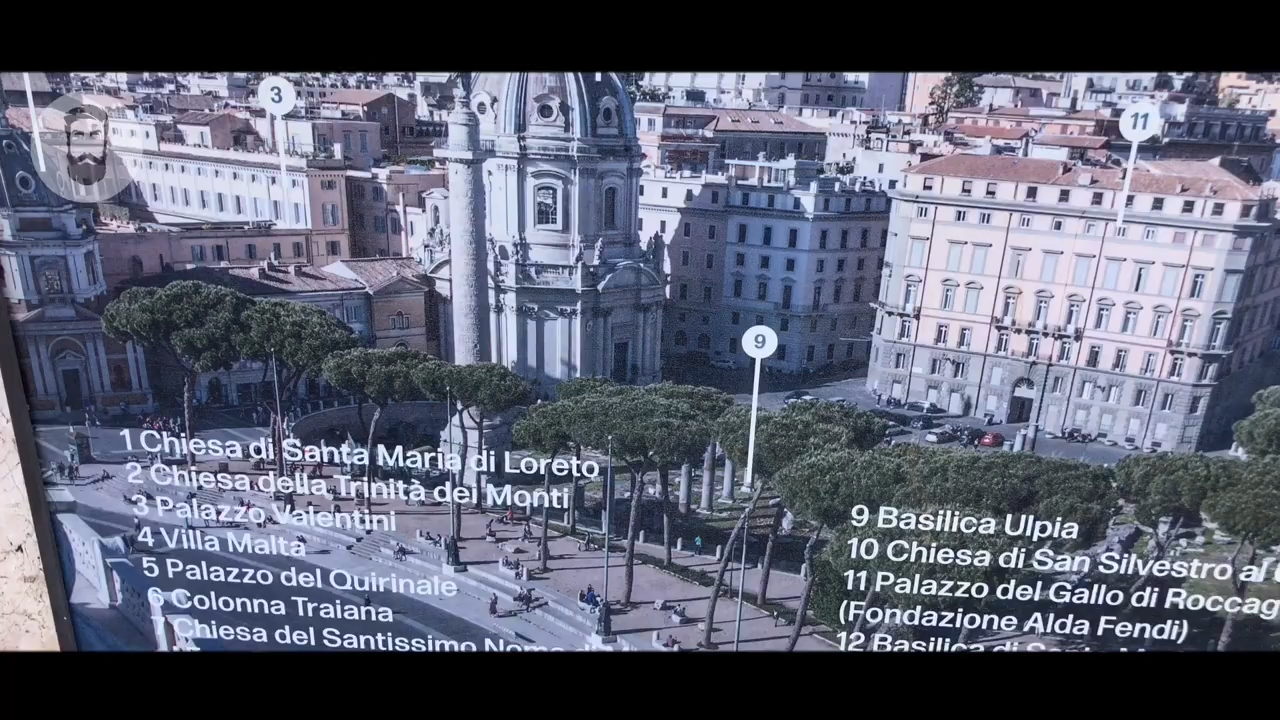 3
11
9
1 Chiesa di Santa Maria di Loreto
2 Chiesa della Trinità dei Monti
3 Palazzo Valentini
4 Villa Malta
5 Palazzo del Quirinale
6 Colonna Traiana
7 Chiesa del Santissimo
9 Basilica Ulpia
10 Chiesa di San Silvestro al
11 Palazzo del Gallo di Roccag
(Fondazione Alda Fendi)
12 Basilica di